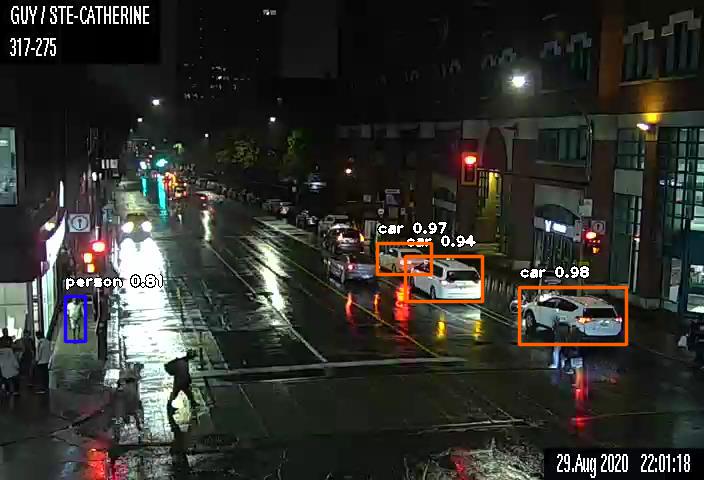 GUY / STE-CATHERINE
317-275
car 0.97
car 0.94
person 0.81
car 0.98
29.Aug 2020 22:01:18